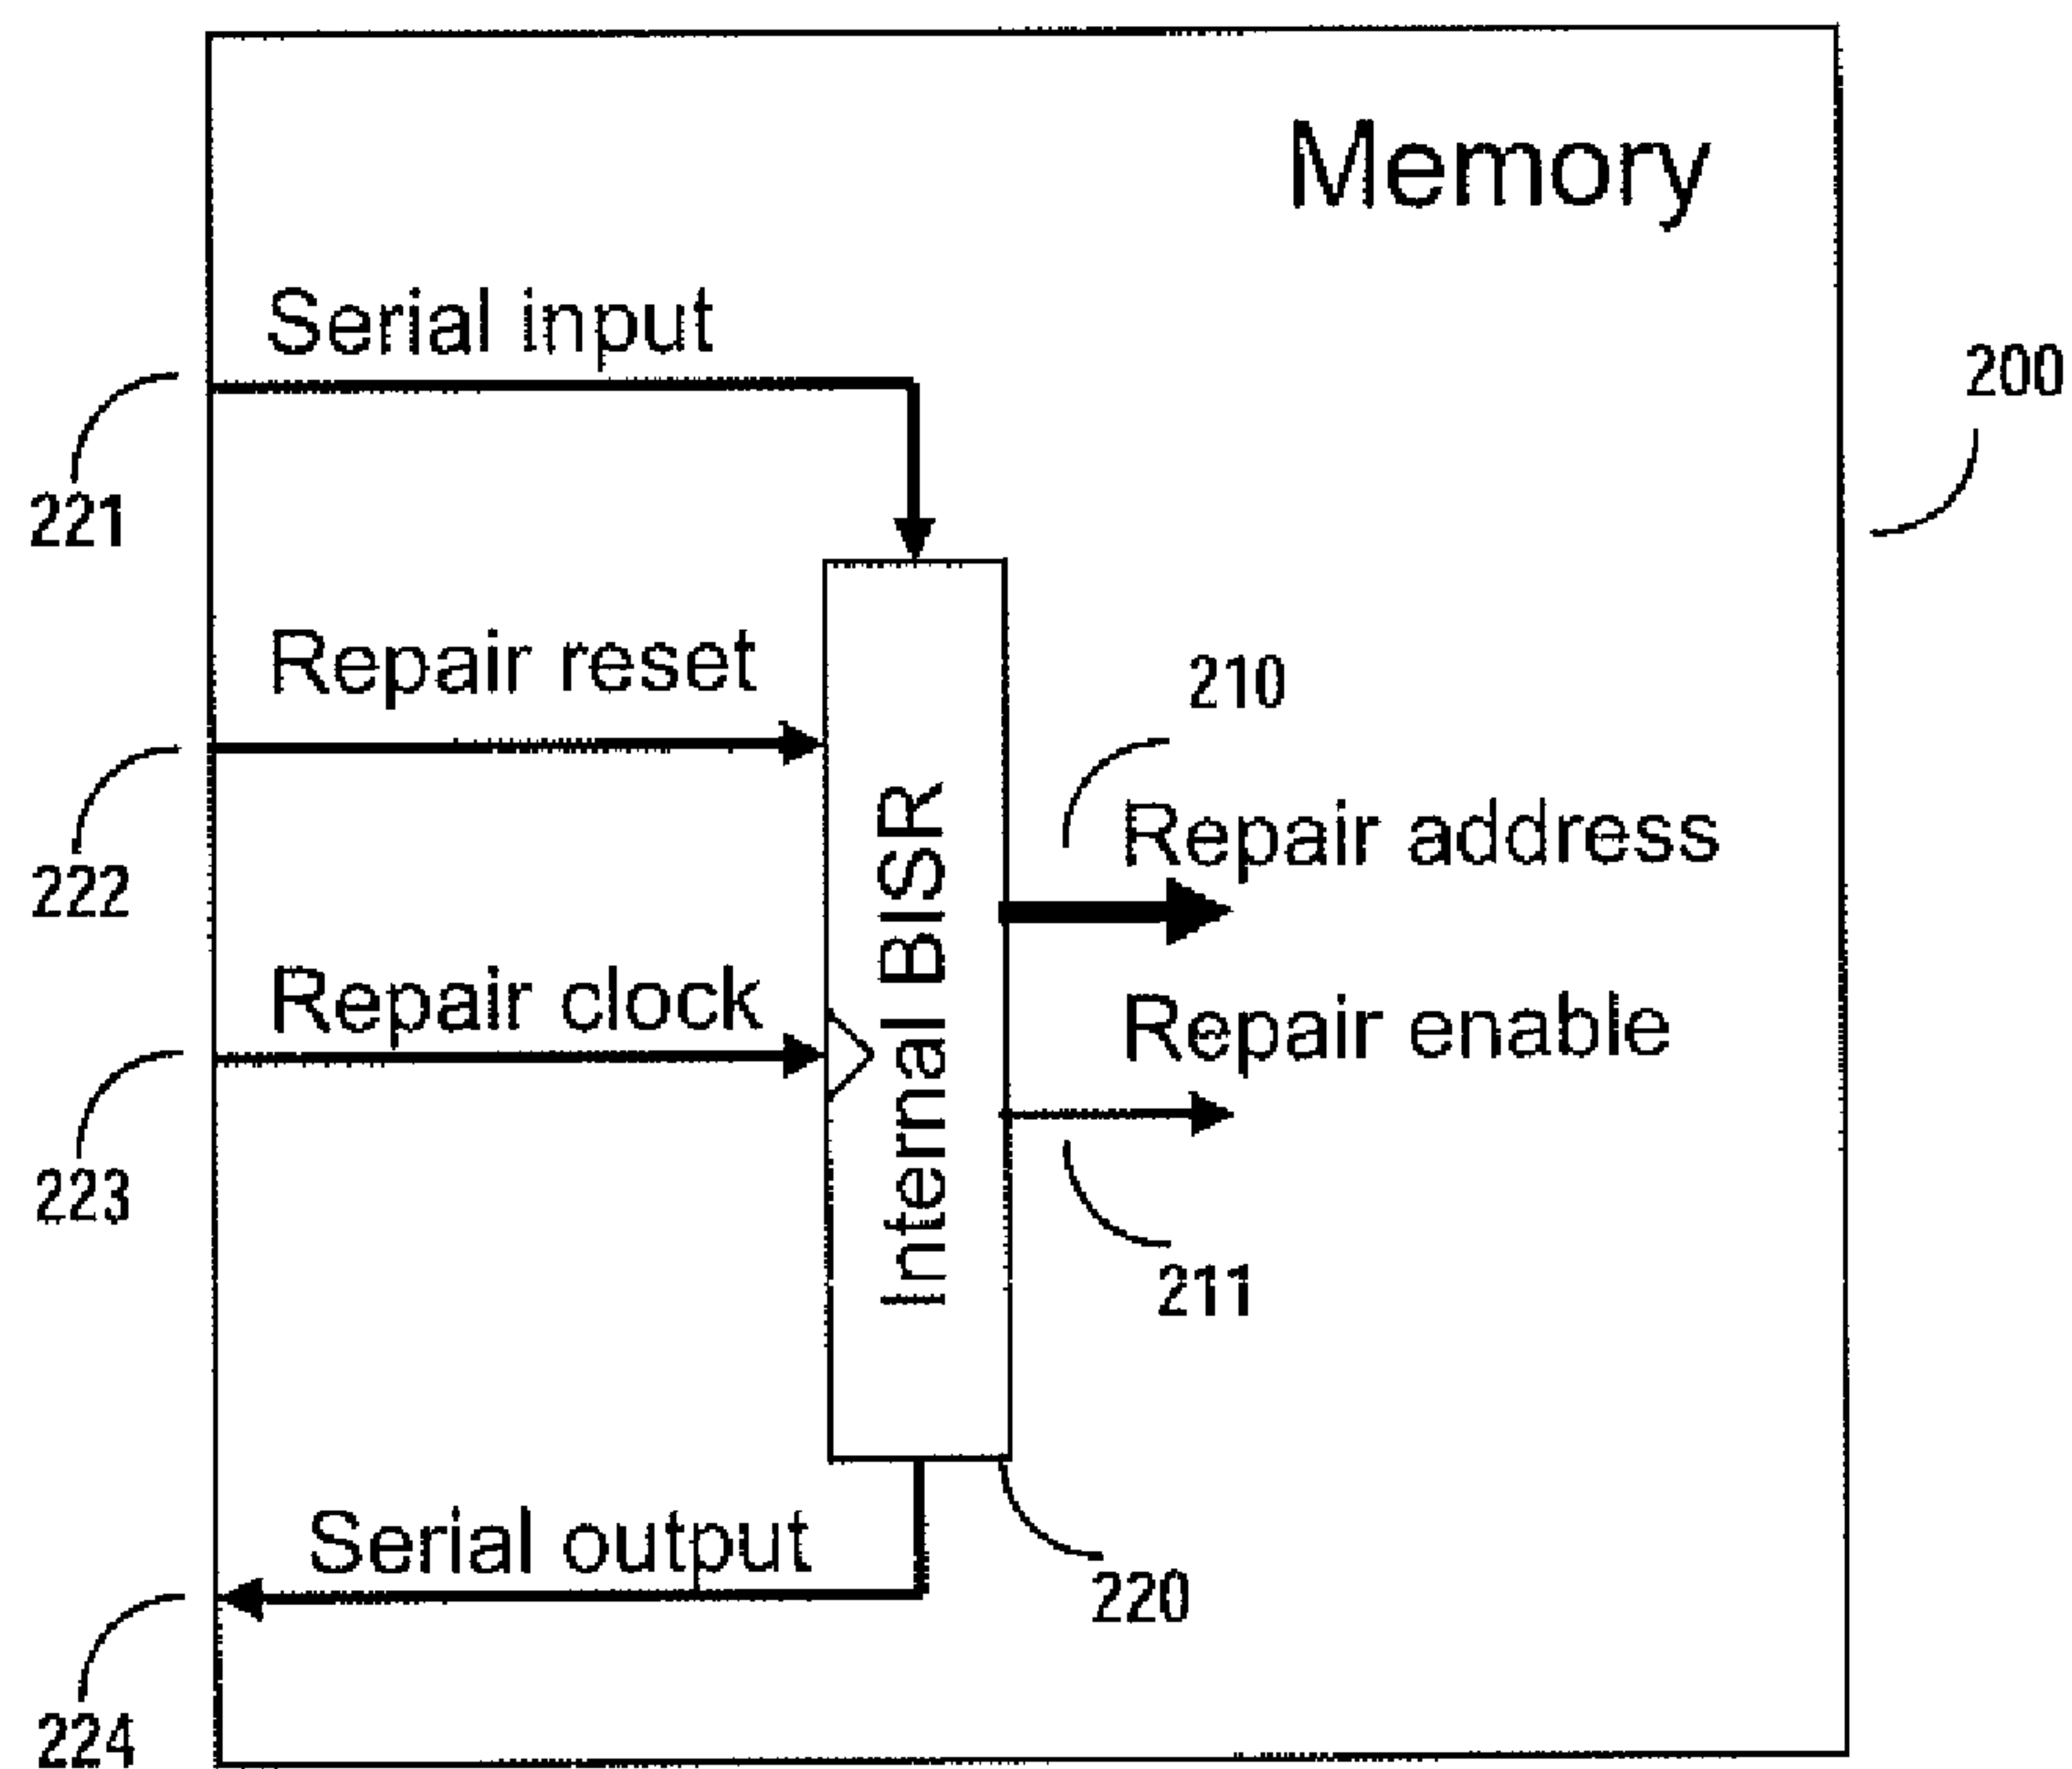 Memory
Serial input
200
221
Repair reset
210
Repair address
222
Internal BISR
Repair clock
Repair enable
223
211
Serial output
220
224